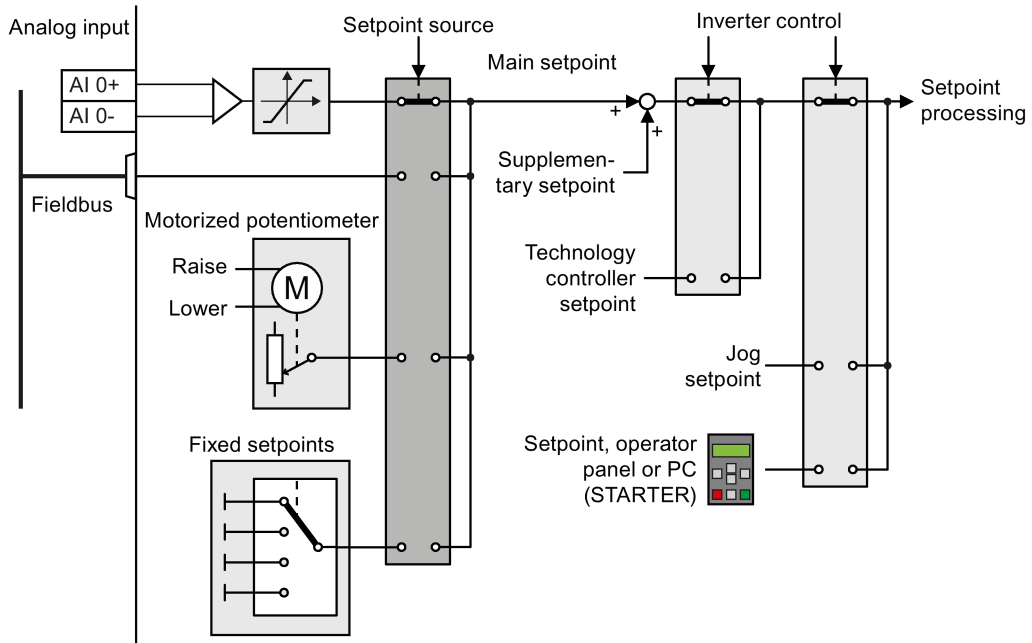 Analog input
Setpoint source
Inverter control
Main setpoint
AI 0+
AI 0-
Setpoint
processing
+
+
Supplemen-
tary setpoint
Fieldbus
Motorized potentiometer
Raise
M
Lower
Technology
controller
setpoint
Jog
setpoint
Fixed setpoints
Setpoint, operator
panel or PC
(STARTER)